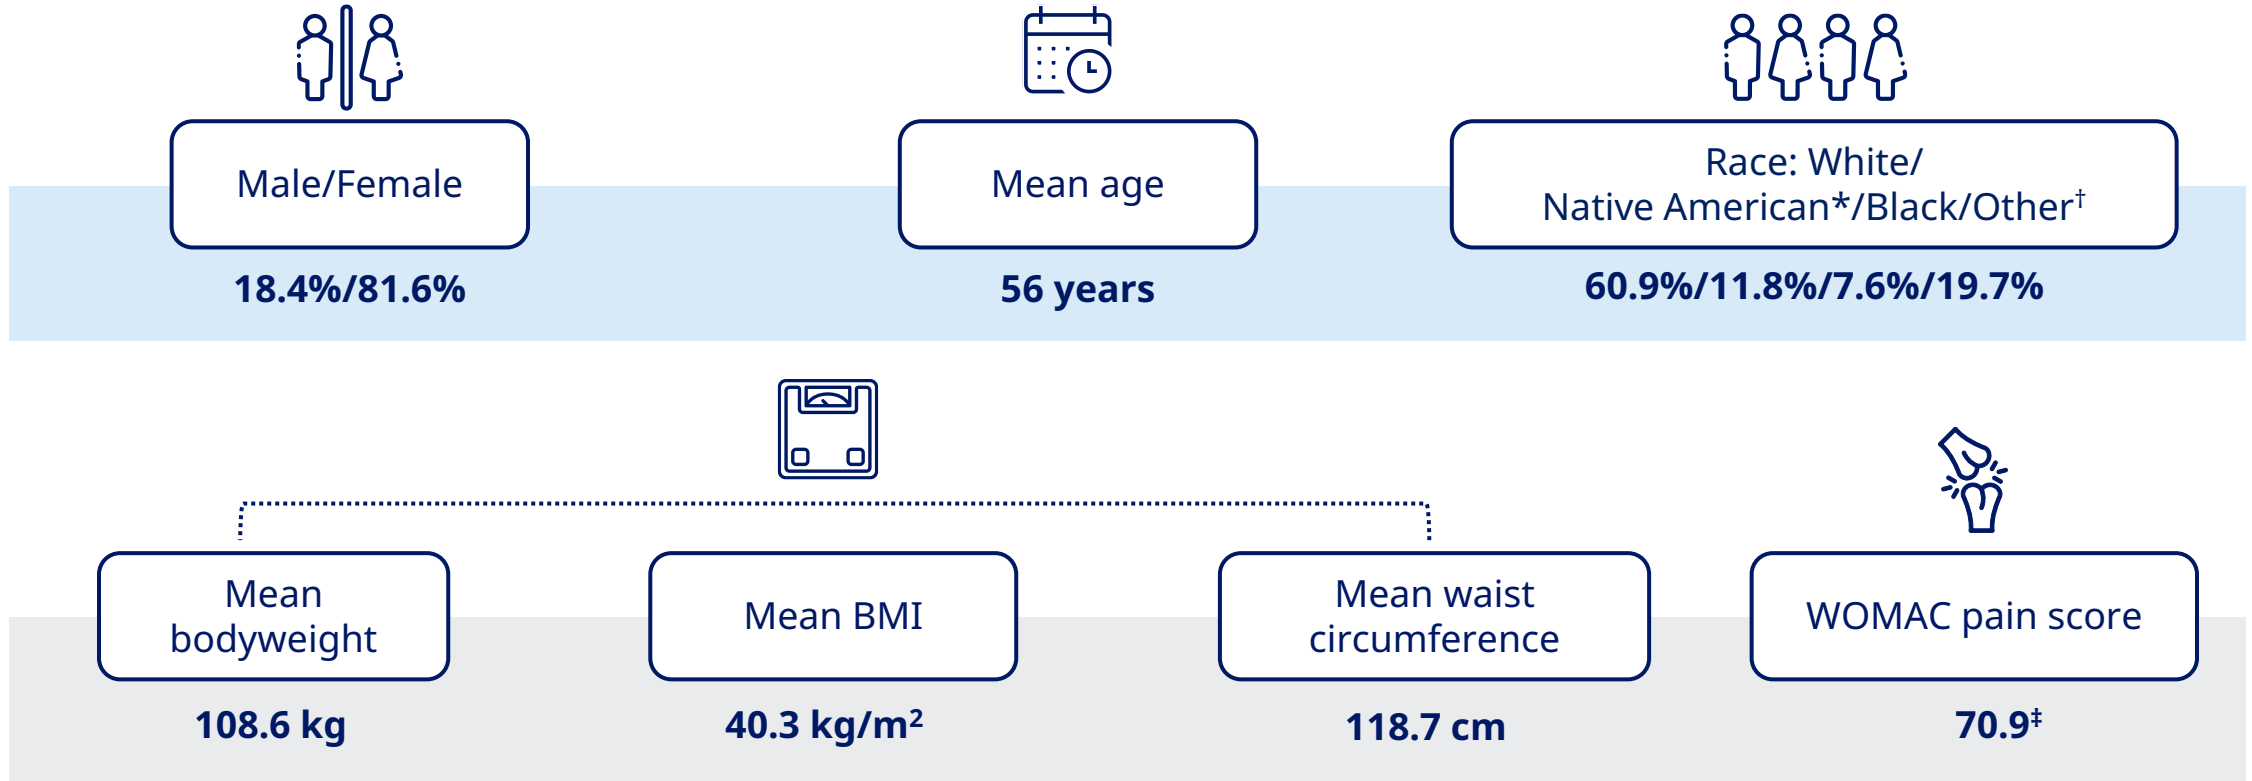 Male/Female
Mean age
Race: White/
Native American*/Black/Other†
18.4%/81.6%
56 years
60.9%/11.8%/7.6%/19.7%
Mean
bodyweight
Mean BMI
Mean waist
circumference
WOMAC pain score
108.6 kg
40.3 kg/m²
118.7 cm
70.9‡